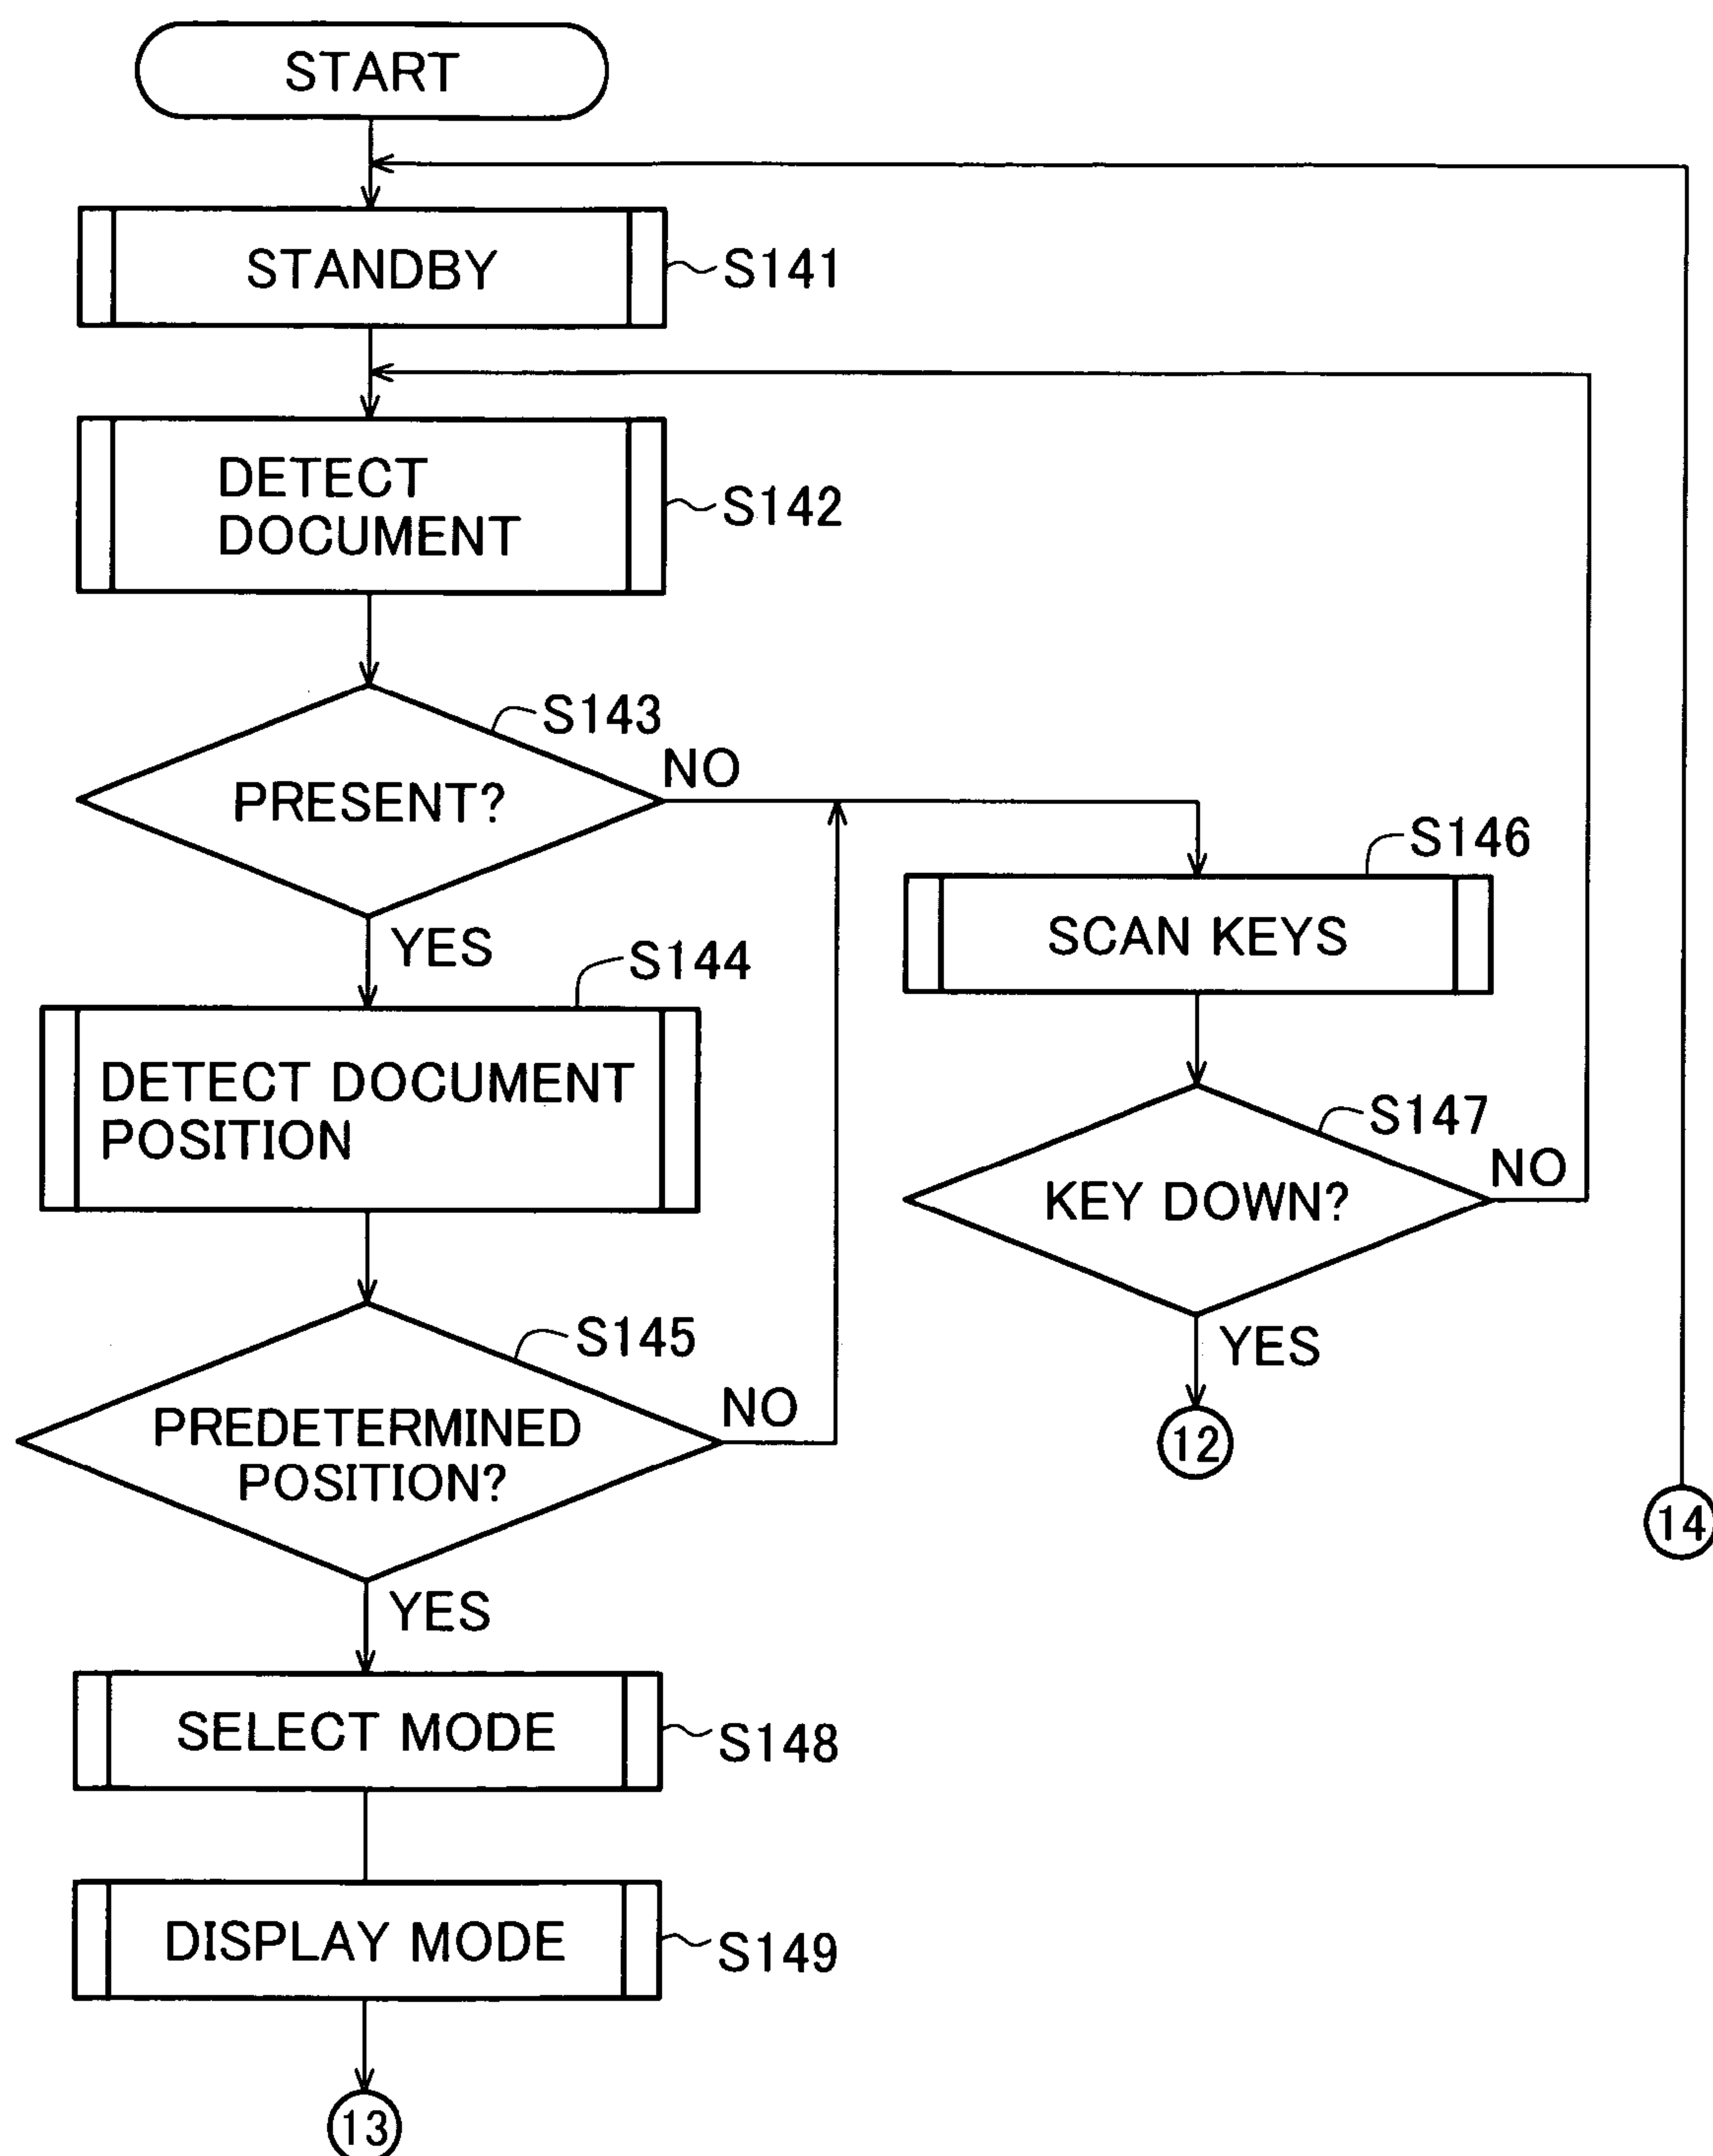 START
STANDBY
S141
DETECT
DOCUMENT
S142
S143
PRESENT?
NO
YES
S144
DETECT DOCUMENT
POSITION
S145
PREDETERMINED
POSITION?
NO
YES
S146
SCAN KEYS
S147
KEY DOWN?
NO
YES
12
14
SELECT MODE
S148
DISPLAY MODE
S149
13